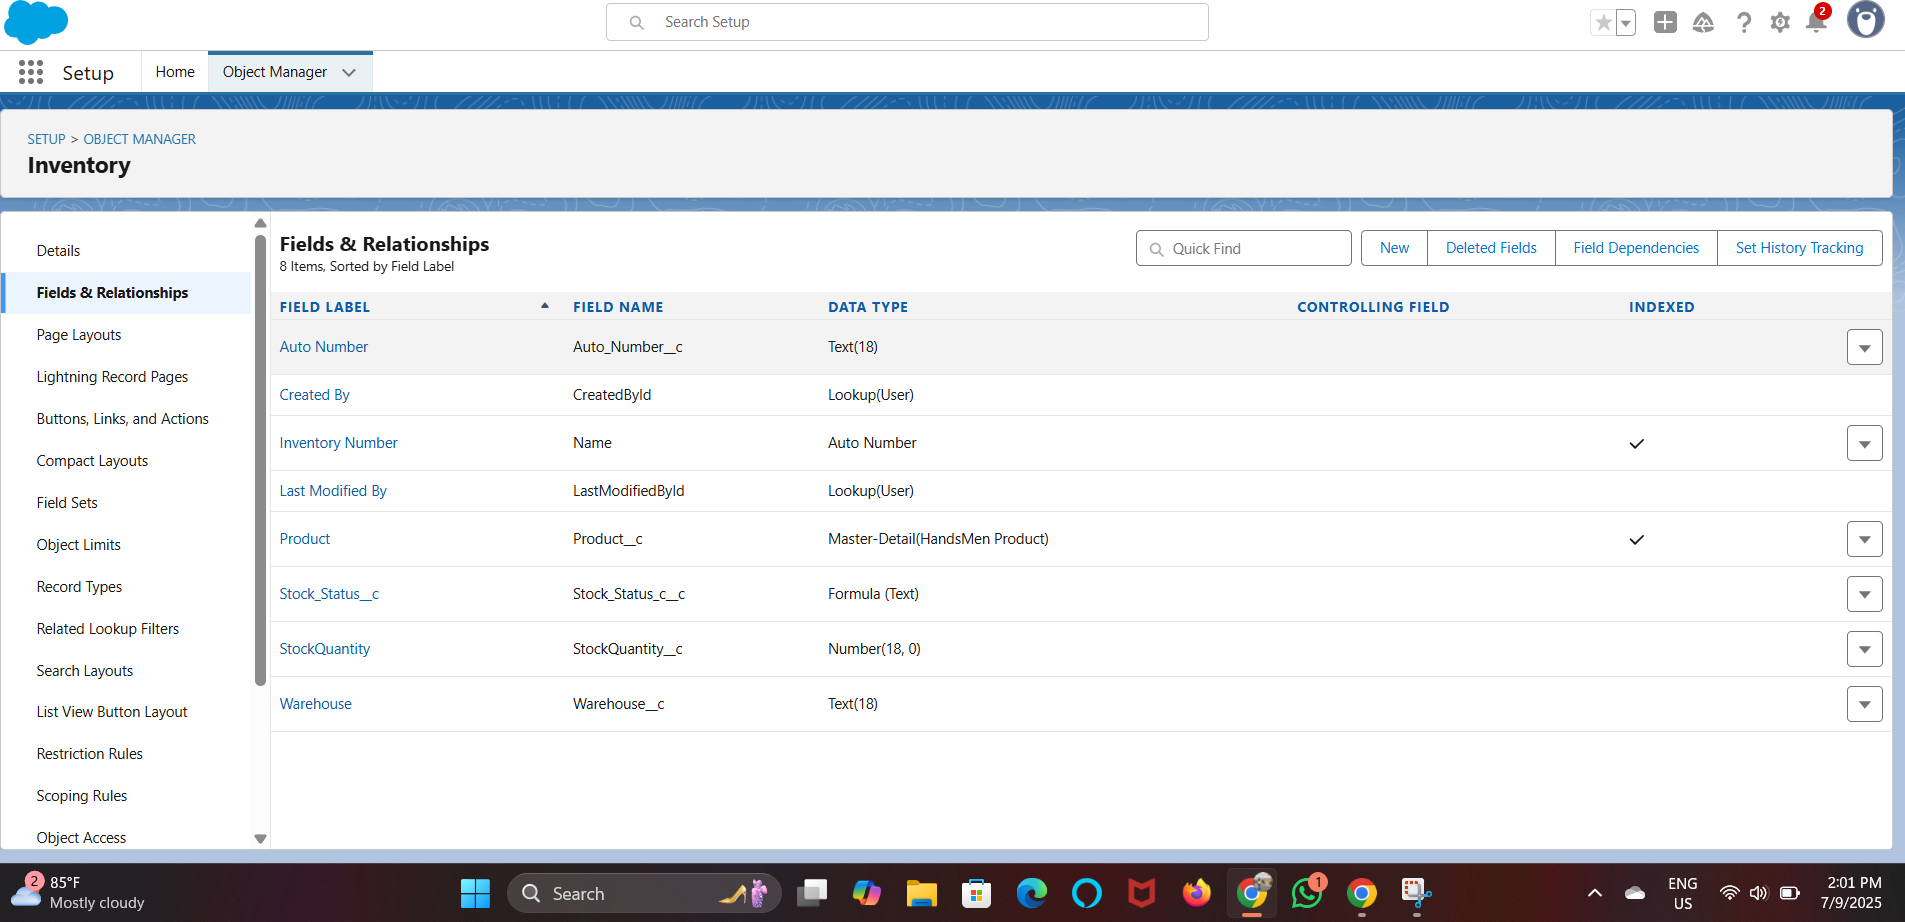 Search Setup
2
Setup
Home
Object Manager
SETUP > OBJECT MANAGER
Inventory
Details
Fields & Relationships
Page Layouts
Lightning Record Pages
Buttons, Links, and Actions
Compact Layouts
Field Sets
Object Limits
Record Types
Related Lookup Filters
Search Layouts
List View Button Layout
Restriction Rules
Scoping Rules
Object Access
Fields & Relationships
8 Items, Sorted by Field Label
Quick Find
New
Deleted Fields
Field Dependencies
Set History Tracking
FIELD LABEL FIELD NAME DATA TYPE CONTROLLING FIELD INDEXED
Auto Number Auto_Number__c Text(18)
Created By CreatedById Lookup(User)
Inventory Number Name Auto Number
Last Modified By LastModifiedById Lookup(User)
Product Product__c Master-Detail(HandsMen Product)
Stock_Status__c Stock_Status_c__c Formula (Text)
StockQuantity StockQuantity__c Number(18, 0)
Warehouse Warehouse__c Text(18)
2
85°F
Mostly cloudy
Search
1
ENG
US
2:01 PM
7/9/2025